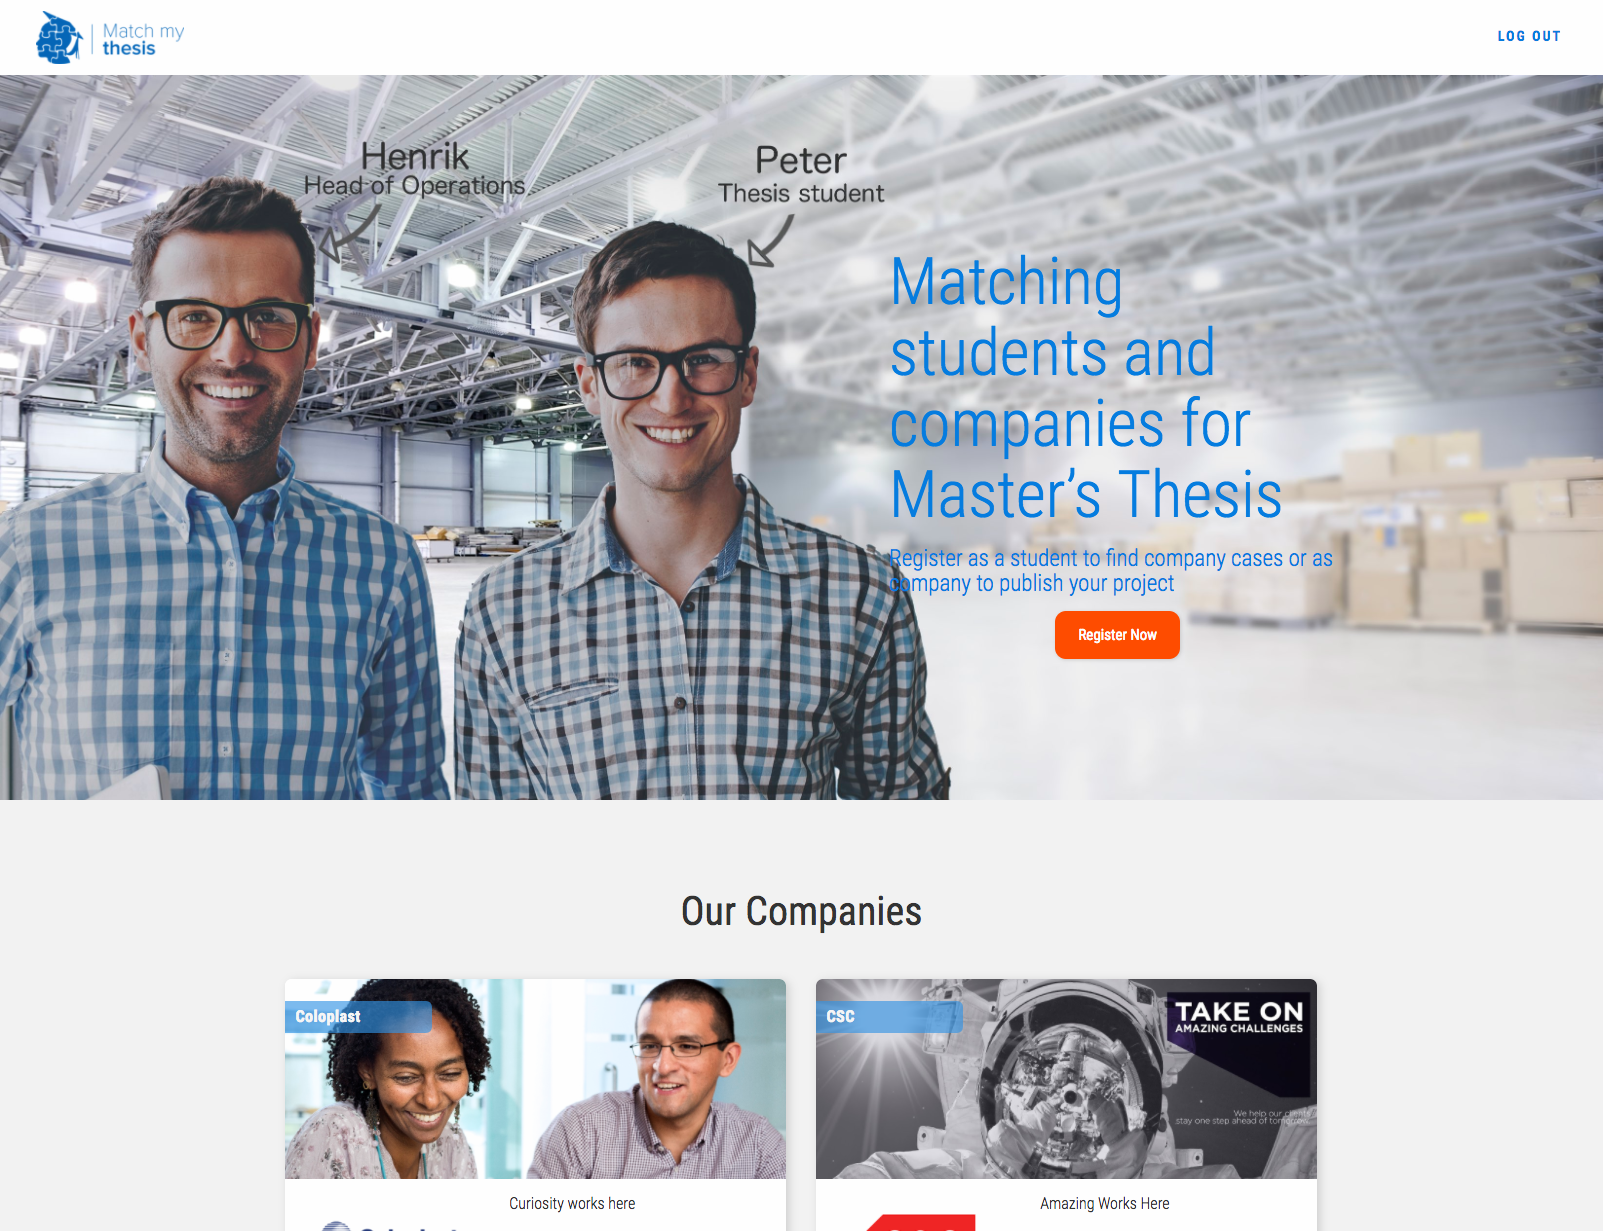 Match my
thesis
LOG OUT
Henrik
Head of Operations
Peter
Thesis student
Matching
students and
companies for
Master’s Thesis
Register as a student to find company cases or as
company to publish your project
Register Now
Our Companies
Coloplast
CSC
TAKE ON
AMAZING CHALLENGES
We help our clients
stay one step ahead of tomorrow.
Curiosity works here
Amazing Works Here